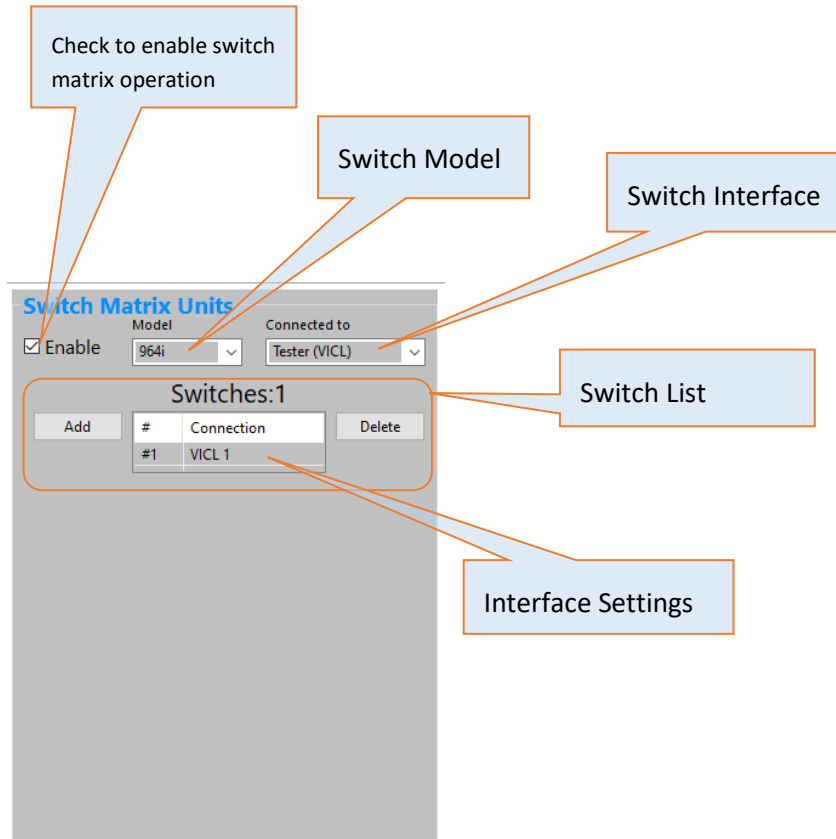 Check to enable switch
matrix operation
Switch Model
Switch Interface
Switch Matrix Units
Model
Connected to
Enable
964i
Tester (VICL)
Switches:1
Switch List
Add
# Connection
Delete
#1 VICL 1
Interface Settings